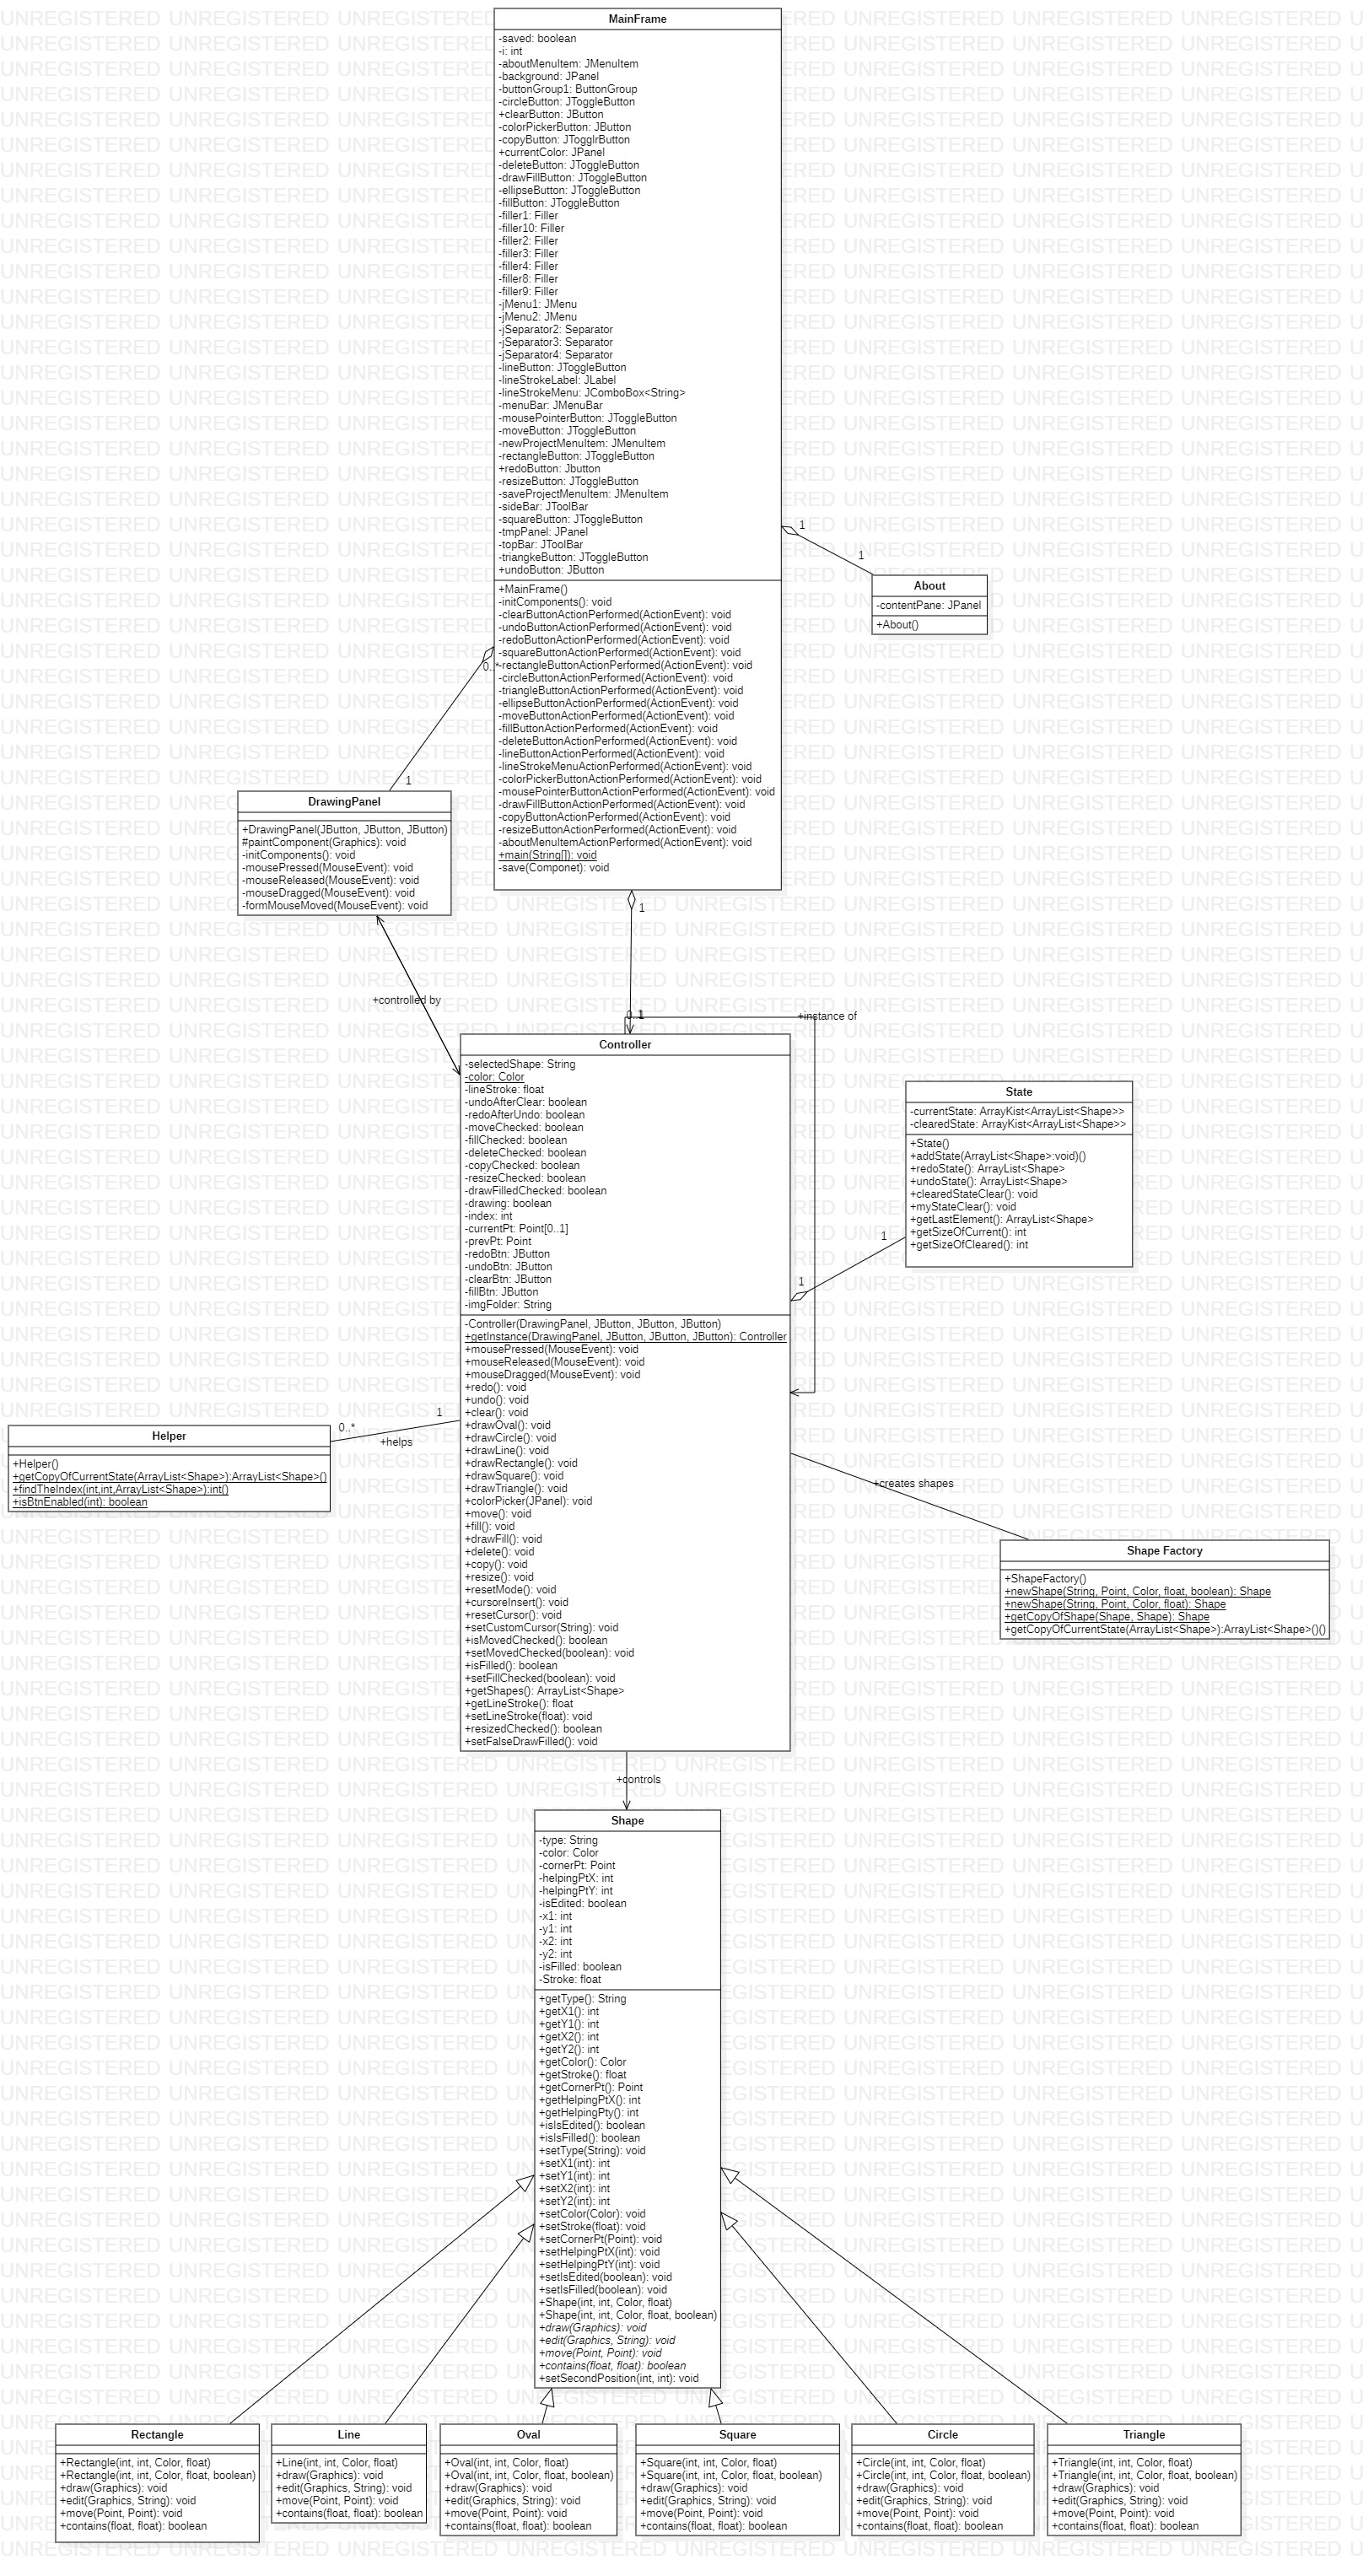 MainFrame
-saved: boolean
-i: int
-aboutMenuItem: JMenuItem
-background: JPanel
-buttonGroup1: ButtonGroup
-circleButton: JToggleButton
+clearButton: JButton
-colorPickerButton: JButton
-copyButton: JTogglrButton
+currentColor: JPanel
-deleteButton: JToggleButton
-drawFillButton: JToggleButton
-ellipseButton: JToggleButton
-fillButton: JToggleButton
-filler1: Filler
-filler10: Filler
-filler2: Filler
-filler3: Filler
-filler4: Filler
-filler8: Filler
-filler9: Filler
-jMenu1: JMenu
-jMenu2: JMenu
-jSeparator2: Separator
-jSeparator3: Separator
-jSeparator4: Separator
-lineButton: JToggleButton
-lineStrokeLabel: JLabel
-lineStrokeMenu: JComboBox<String>
-menuBar: JMenuBar
-mousePointerButton: JToggleButton
-moveButton: JToggleButton
-newProjectMenuItem: JMenuItem
-rectangleButton: JToggleButton
+redoButton: Jbutton
-resizeButton: JToggleButton
-saveProjectMenuItem: JMenuItem
-sideBar: JToolBar
-squareButton: JToggleButton
-tmpPanel: JPanel
-topBar: JToolBar
-triangkeButton: JToggleButton
+undoButton: JButton
+MainFrame()
-initComponents(): void
-clearButtonActionPerformed(ActionEvent): void
-undoButtonActionPerformed(ActionEvent): void
-redoButtonActionPerformed(ActionEvent): void
-squareButtonActionPerformed(ActionEvent): void
-rectangleButtonActionPerformed(ActionEvent): void
-circleButtonActionPerformed(ActionEvent): void
-triangleButtonActionPerformed(ActionEvent): void
-ellipseButtonActionPerformed(ActionEvent): void
-moveButtonActionPerformed(ActionEvent): void
-fillButtonActionPerformed(ActionEvent): void
-deleteButtonActionPerformed(ActionEvent): void
-lineButtonActionPerformed(ActionEvent): void
-lineStrokeMenuActionPerformed(ActionEvent): void
-colorPickerButtonActionPerformed(ActionEvent): void
-mousePointerButtonActionPerformed(ActionEvent): void
-drawFillButtonActionPerformed(ActionEvent): void
-copyButtonActionPerformed(ActionEvent): void
-resizeButtonActionPerformed(ActionEvent): void
-aboutMenuItemActionPerformed(ActionEvent): void
+main(String[]): void
-save(Componet): void
1
1
About
-contentPane: JPanel
+About()
0..*
1
DrawingPanel
+DrawingPanel(JButton, JButton, JButton)
#paintComponent(Graphics): void
-initComponents(): void
-mousePressed(MouseEvent): void
-mouseReleased(MouseEvent): void
-mouseDragged(MouseEvent): void
-formMouseMoved(MouseEvent): void
1
+controlled by
0..1
+instance of
Controller
-selectedShape: String
-color: Color
-lineStroke: float
-undoAfterClear: boolean
-redoAfterUndo: boolean
-moveChecked: boolean
-fillChecked: boolean
-deleteChecked: boolean
-copyChecked: boolean
-resizeChecked: boolean
-drawFilledChecked: boolean
-drawing: boolean
-index: int
-currentPt: Point[0..1]
-prevPt: Point
-redoBtn: JButton
-undoBtn: JButton
-clearBtn: JButton
-fillBtn: JButton
-imgFolder: String
-Controller(DrawingPanel, JButton, JButton, JButton)
+getInstance(DrawingPanel, JButton, JButton, JButton): Controller
+mousePressed(MouseEvent): void
+mouseReleased(MouseEvent): void
+mouseDragged(MouseEvent): void
+redo(): void
+undo(): void
+clear(): void
+drawOval(): void
+drawCircle(): void
+drawLine(): void
+drawRectangle(): void
+drawSquare(): void
+drawTriangle(): void
+colorPicker(JPanel): void
+move(): void
+fill(): void
+drawFill(): void
+delete(): void
+copy(): void
+resize(): void
+resetMode(): void
+cursoreInsert(): void
+resetCursor(): void
+setCustomCursor(String): void
+isMovedChecked(): boolean
+setMovedChecked(boolean): void
+isFilled(): boolean
+setFillChecked(boolean): void
+getShapes(): ArrayList<Shape>
+getLineStroke(): float
+setLineStroke(float): void
+resizedChecked(): boolean
+setFalseDrawFilled(): void
State
-currentState: ArrayKist<ArrayList<Shape>>
-clearedState: ArrayKist<ArrayList<Shape>>
+State()
+addState(ArrayList<Shape>:void)()
+redoState(): ArrayList<Shape>
+undoState(): ArrayList<Shape>
+clearedStateClear(): void
+myStateClear(): void
+getLastElement(): ArrayList<Shape>
+getSizeOfCurrent(): int
+getSizeOfCleared(): int
1
1
0..*
1
+helps
Helper
+Helper()
+getCopyOfCurrentState(ArrayList<Shape>):ArrayList<Shape>()
+findTheIndex(int,int,ArrayList<Shape>):int()
+isBtnEnabled(int): boolean
+creates shapes
Shape Factory
+ShapeFactory()
+newShape(String, Point, Color, float, boolean): Shape
+newShape(String, Point, Color, float): Shape
+getCopyOfShape(Shape, Shape): Shape
+getCopyOfCurrentState(ArrayList<Shape>):ArrayList<Shape>()()
+controls
Shape
-type: String
-color: Color
-cornerPt: Point
-helpingPtX: int
-helpingPtY: int
-isEdited: boolean
-x1: int
-y1: int
-x2: int
-y2: int
-isFilled: boolean
-Stroke: float
+getType(): String
+getX1(): int
+getY1(): int
+getX2(): int
+getY2(): int
+getColor(): Color
+getStroke(): float
+getCornerPt(): Point
+getHelpingPtX(): int
+getHelpingPty(): int
+isIsEdited(): boolean
+isIsFilled(): boolean
+setType(String): void
+setX1(int): int
+setY1(int): int
+setX2(int): int
+setY2(int): int
+setColor(Color): void
+setStroke(float): void
+setCornerPt(Point): void
+setHelpingPtX(int): void
+setHelpingPtY(int): void
+setIsEdited(boolean): void
+setIsFilled(boolean): void
+Shape(int, int, Color, float)
+Shape(int, int, Color, float, boolean)
+draw(Graphics): void
+edit(Graphics, String): void
+move(Point, Point): void
+contains(float, float): boolean
+setSecondPosition(int, int): void
Rectangle
+Rectangle(int, int, Color, float)
+Rectangle(int, int, Color, float, boolean)
+draw(Graphics): void
+edit(Graphics, String): void
+move(Point, Point): void
+contains(float, float): boolean
Line
+Line(int, int, Color, float)
+draw(Graphics): void
+edit(Graphics, String): void
+move(Point, Point): void
+contains(float, float): boolean
Oval
+Oval(int, int, Color, float)
+Oval(int, int, Color, float, boolean)
+draw(Graphics): void
+edit(Graphics, String): void
+move(Point, Point): void
+contains(float, float): boolean
Square
+Square(int, int, Color, float)
+Square(int, int, Color, float, boolean)
+draw(Graphics): void
+edit(Graphics, String): void
+move(Point, Point): void
+contains(float, float): boolean
Circle
+Circle(int, int, Color, float)
+Circle(int, int, Color, float, boolean)
+draw(Graphics): void
+edit(Graphics, String): void
+move(Point, Point): void
+contains(float, float): boolean
Triangle
+Triangle(int, int, Color, float)
+Triangle(int, int, Color, float, boolean)
+draw(Graphics): void
+edit(Graphics, String): void
+move(Point, Point): void
+contains(float, float): boolean